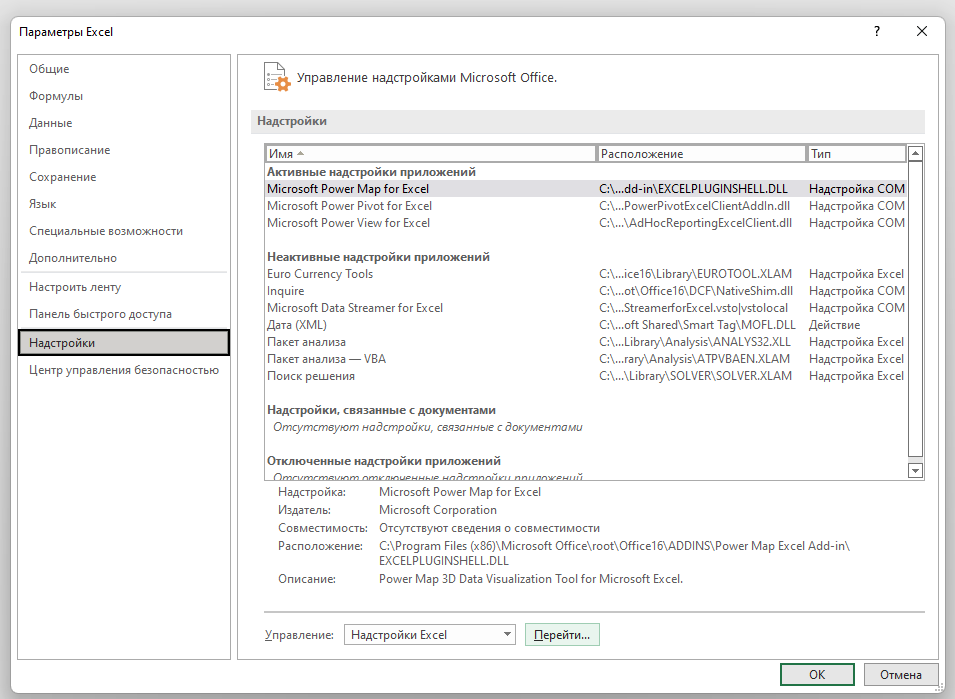 Параметры Excel
?
Общие
Формулы
Данные
Правописание
Сохранение
Язык
Специальные возможности
Дополнительно
Настроить ленту
Панель быстрого доступа
Надстройки
Центр управления безопасностью
Управление надстройками Microsoft Office.
Надстройки
Имя Расположение Тип
Активные надстройки приложений
Microsoft Power Map for Excel C:\...dd-in\EXCELPLUGINSHELL.DLL Надстройка COM
Microsoft Power Pivot for Excel C:\...PowerPivotExcelClientAddIn.dll Надстройка COM
Microsoft Power View for Excel C:\...\AdHocReportingExcelClient.dll Надстройка COM
Неактивные надстройки приложений
Euro Currency Tools C:\...ice16\Library\EUROTOOL.XLAM Надстройка Excel
Inquire C:\...ot\Office16\DCF\NativeShim.dll Надстройка COM
Microsoft Data Streamer for Excel C:\...StreamerforExcel.vsto|vstolocal Надстройка COM
Дата (XML) C:\...oft Shared\Smart Tag\MOFL.DLL Действие
Пакет анализа C:\...Library\Analysis\ANALYS32.XLL Надстройка Excel
Пакет анализа — VBA C:\...rary\Analysis\ATPVBAEN.XLAM Надстройка Excel
Поиск решения C:\...\Library\SOLVER\SOLVER.XLAM Надстройка Excel
Надстройки, связанные с документами
Отсутствуют надстройки, связанные с документами
Отключенные надстройки приложений
Отсутствуют отключенные надстройки приложений
Надстройка: Microsoft Power Map for Excel
Издатель: Microsoft Corporation
Совместимость: Отсутствуют сведения о совместимости
Расположение: C:\Program Files (x86)\Microsoft Office\root\Office16\ADDINS\Power Map Excel Add-in\
EXCELPLUGINSHELL.DLL
Описание: Power Map 3D Data Visualization Tool for Microsoft Excel.
Управление: Надстройки Excel Перейти...
ОК Отмена